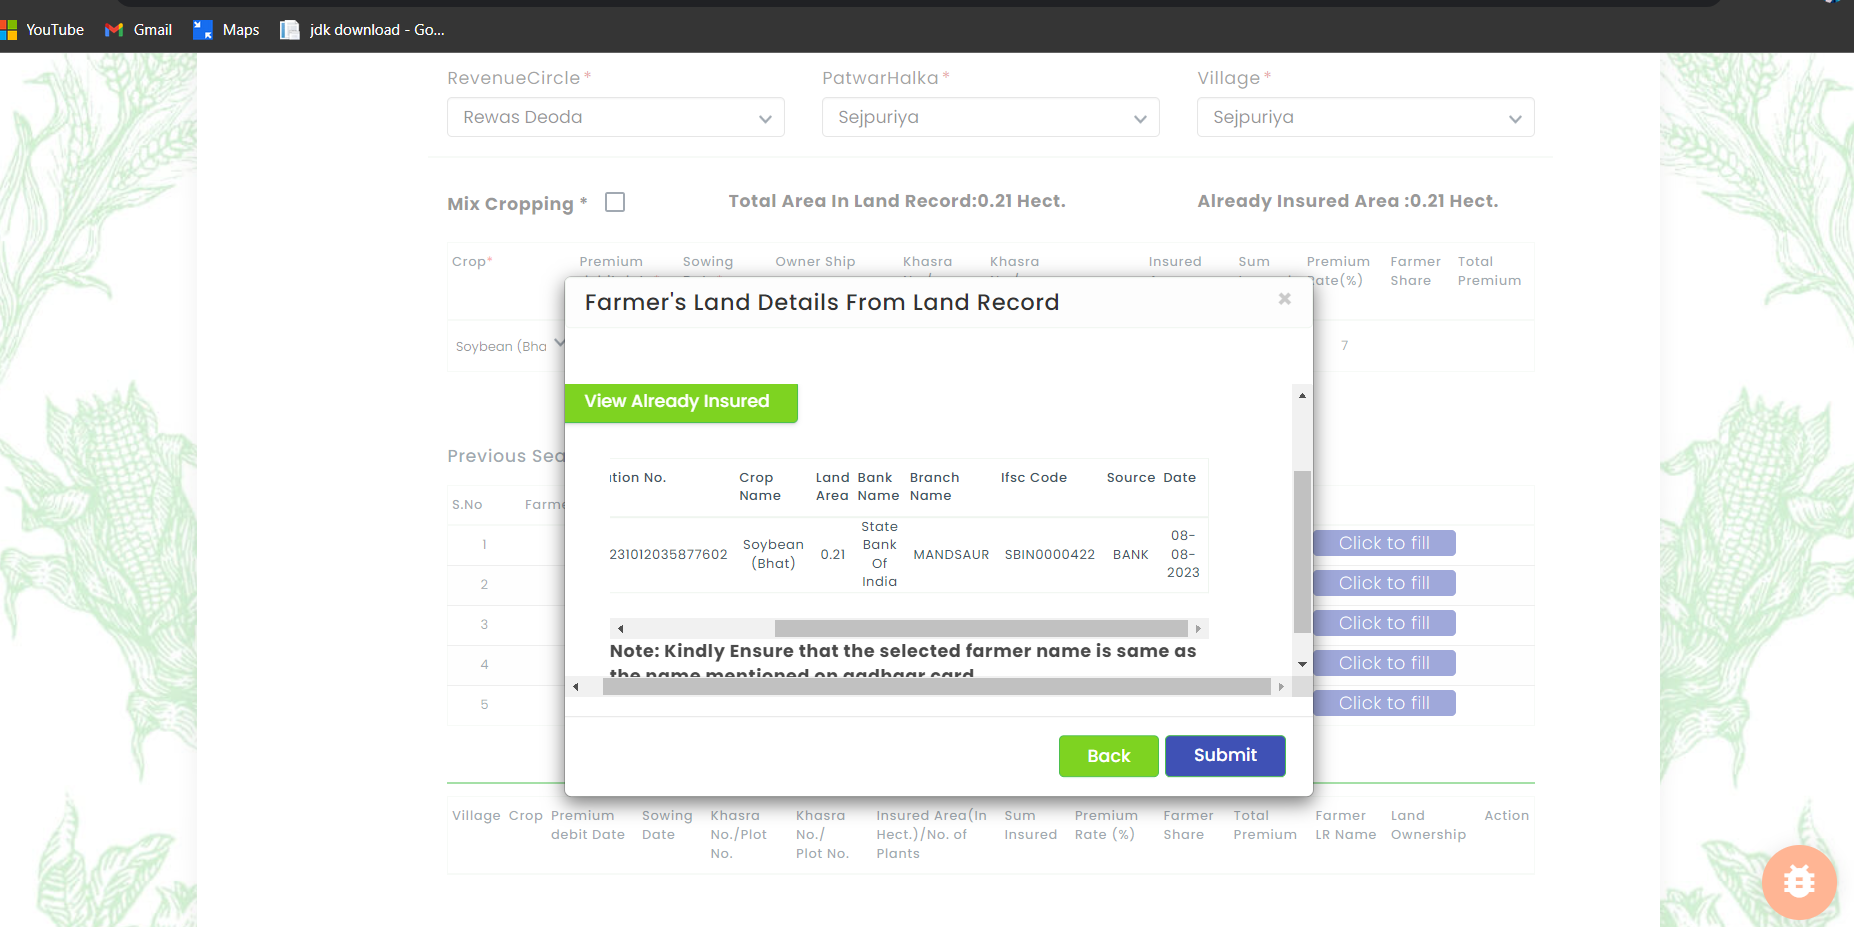 YouTube Gmail Maps jdk download - Go...
RevenueCircle* PatwarHalka* Village*
Rewas Deoda Sejpuriya Sejpuriya
Mix Cropping * Total Area In Land Record:0.21 Hect. Already Insured Area :0.21 Hect.
Crop* Premium Sowing Owner Ship Khasra Khasra Insured Sum Premium Farmer Total
Rate(%) Share Premium
Soybean (Bha 7
Farmer's Land Details From Land Record
View Already Insured
Previous Sea
ution No. Crop Land Bank Branch Ifsc Code Source Date
Name Area Name Name
231012035877602 Soybean (Bhat) 0.21 State Bank Of India MANDSAUR SBIN0000422 BANK 08-08-2023
S.No Farme
1 Click to fill
2 Click to fill
3 Click to fill
4 Click to fill
5 Click to fill
Note: Kindly Ensure that the selected farmer name is same as
the name mentioned on aadhaar card
Back Submit
Village Crop Premium debit Date Sowing Date Khasra No./Plot No. Khasra No./ Plot No. Insured Area(In Hect.)/No. of Plants Sum Insured Premium Rate (%) Farmer Share Total Premium Farmer LR Name Land Ownership Action